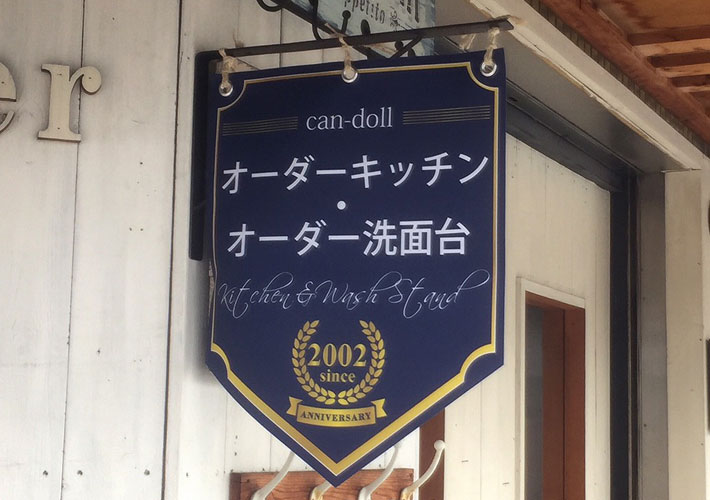 er
can-doll
オーダーキッチン
・
オーダー洗面台
Kitchen & Wash Stand
2002
since
ANNIVERSARY